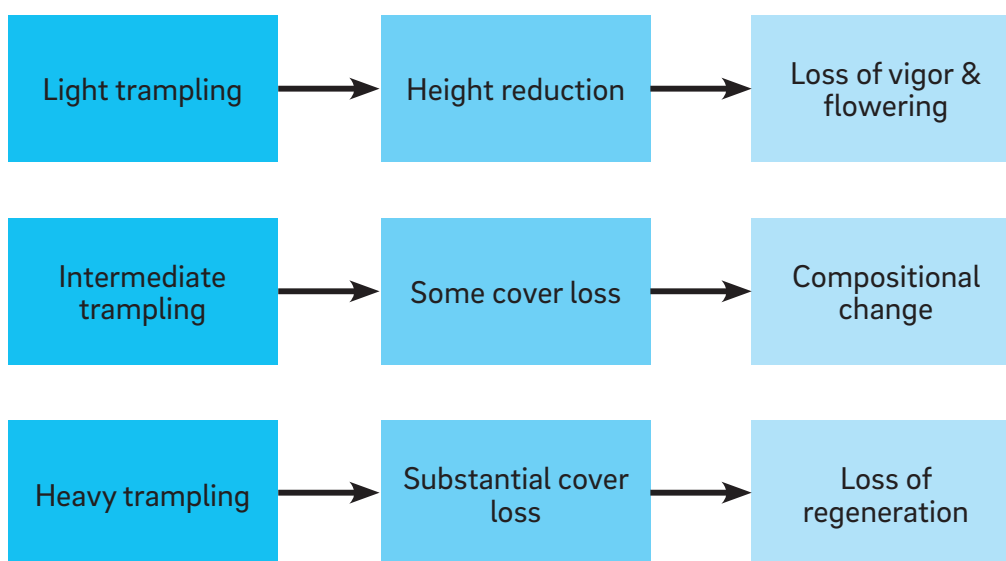 Light trampling
Height reduction
Loss of vigor &
flowering
Intermediate
trampling
Some cover loss
Compositional
change
Heavy trampling
Substantial cover
loss
Loss of
regeneration